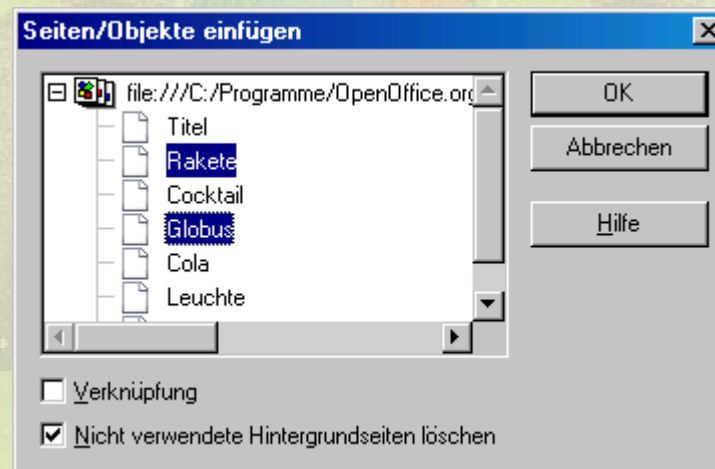 Seiten/Objekte einfügen
file:///C:/Programme/OpenOffice.org
Titel
Rakete
Cocktail
Globus
Cola
Leuchte
OK
Abbrechen
Hilfe
Verknüpfung
Nicht verwendete Hintergrundseiten löschen